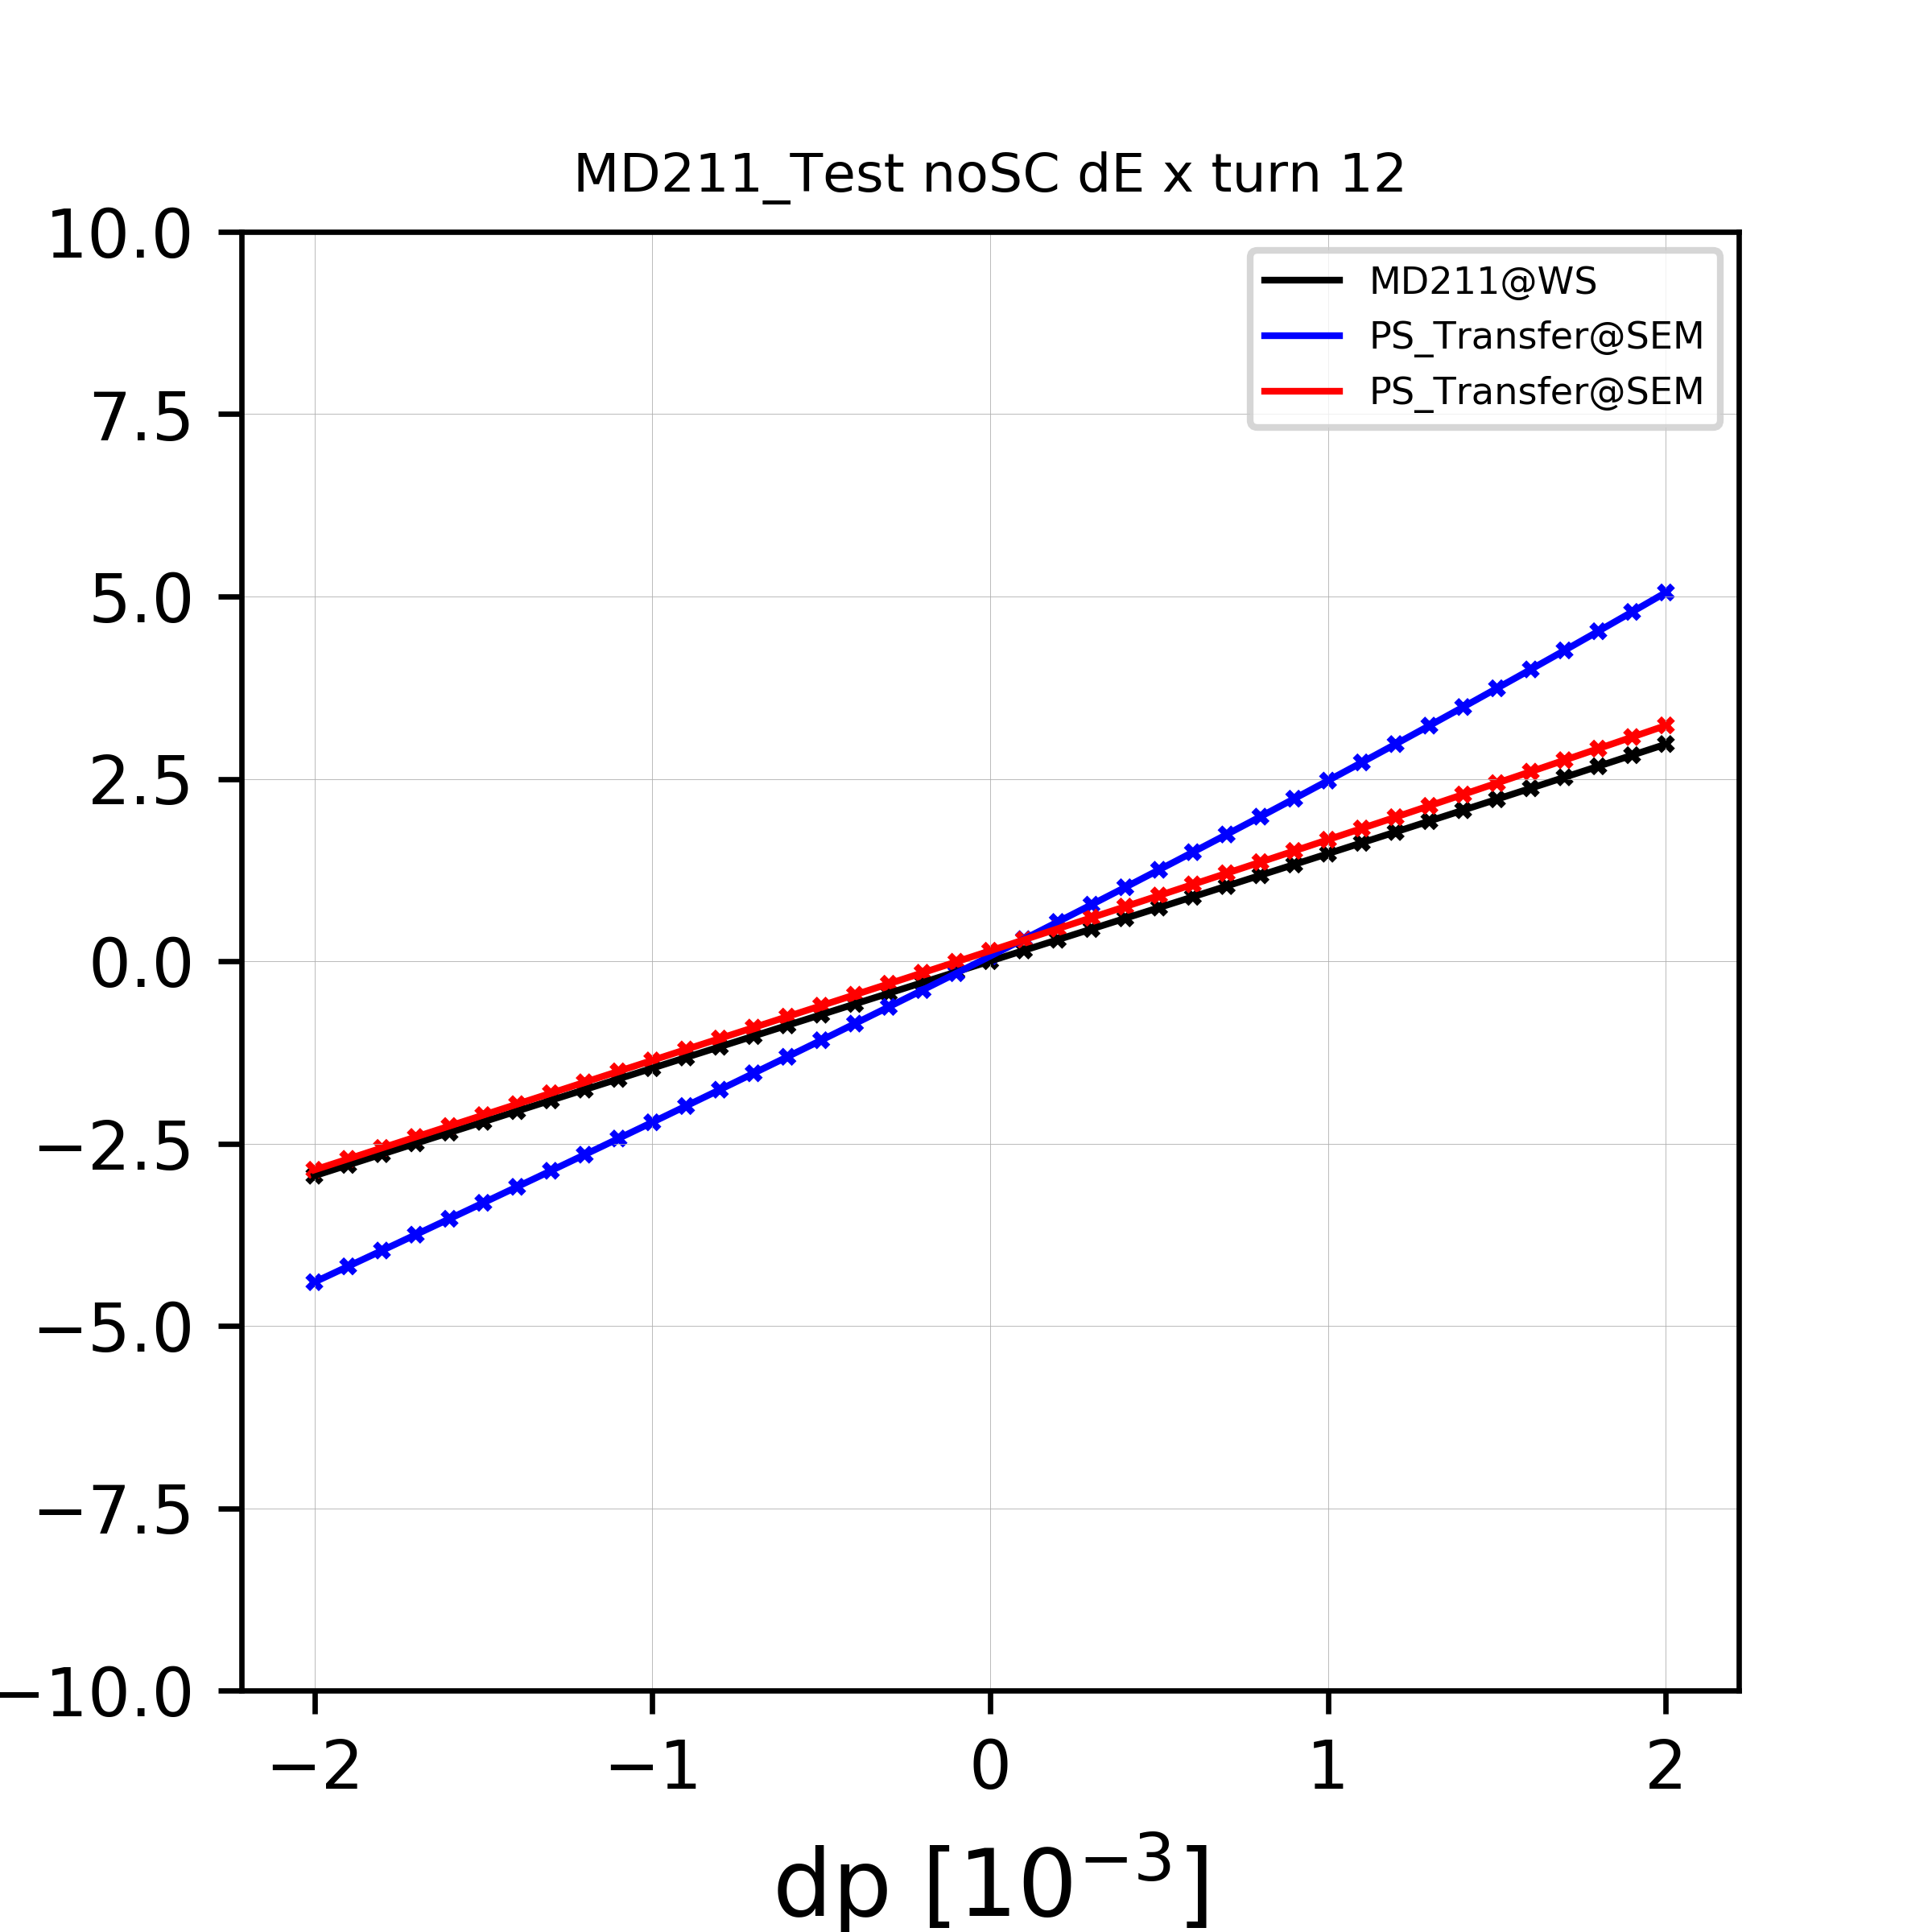 MD211_Test noSC dE x turn 12
MD211@WS
PS_Transfer@SEM
PS_Transfer@SEM
10.0
7.5
5.0
2.5
0.0
−2.5
−5.0
−7.5
−10.0
−2 −1 0 1 2
dp [10⁻³]